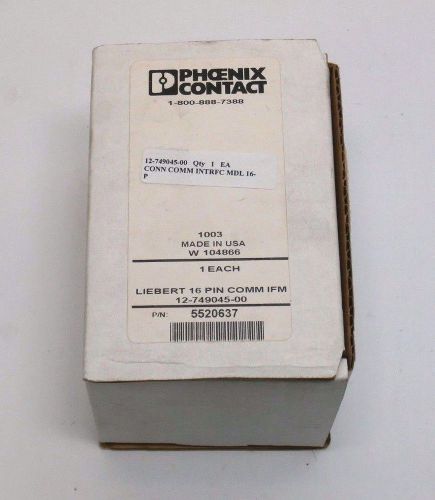 PHŒNIX
CONTACT
1-800-888-7388
12-749045-00 Qty 1 EA
CONN COMM INTRFC MDL 16-
P
1003
MADE IN USA
W 104866
1 EACH
LIEBERT 16 PIN COMM IFM
12-749045-00
P/N: 5520637